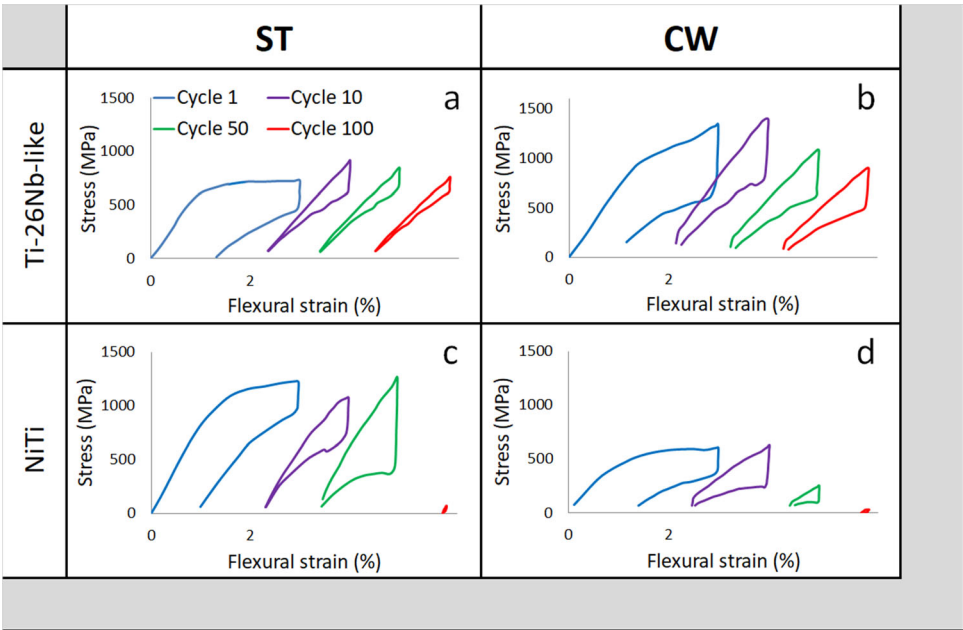 ST
CW
Ti-26Nb-like
a
Cycle 1
Cycle 10
Cycle 50
Cycle 100
Stress (MPa)
1500
1000
500
0
0
2
Flexural strain (%)
b
Stress (MPa)
1500
1000
500
0
0
2
Flexural strain (%)
NiTi
c
Stress (MPa)
1500
1000
500
0
0
2
Flexural strain (%)
d
Stress (MPa)
1500
1000
500
0
0
2
Flexural strain (%)